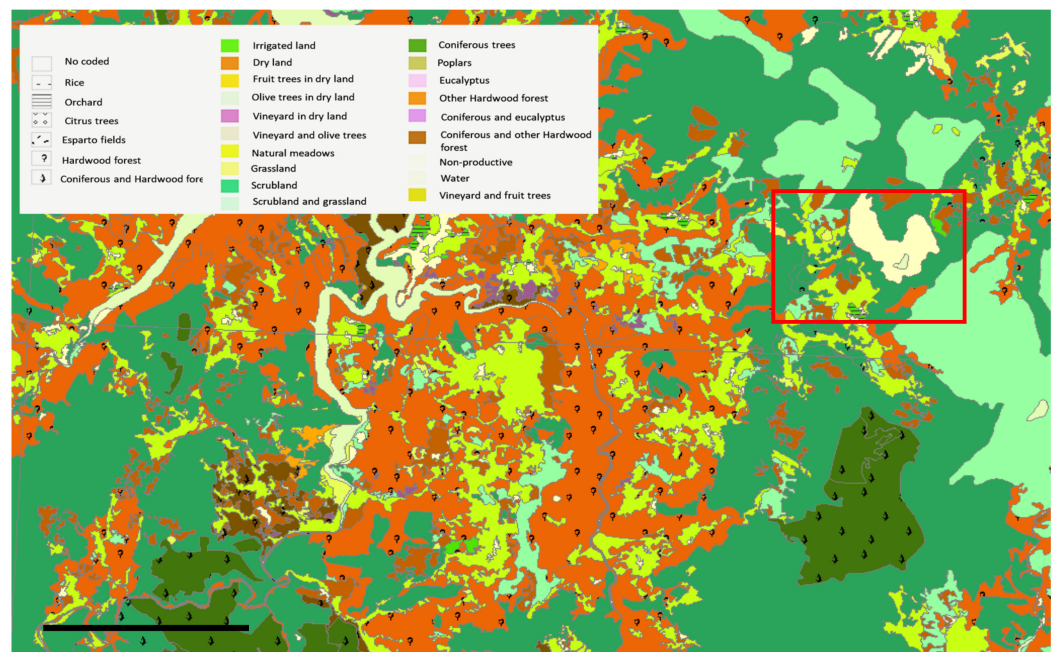 No coded
Rice
Orchard
Citrus trees
Esparto fields
Hardwood forest
Coniferous and Hardwood fore
Irrigated land
Dry land
Fruit trees in dry land
Olive trees in dry land
Vineyard in dry land
Vineyard and olive trees
Natural meadows
Grassland
Scrubland
Scrubland and grassland
Coniferous trees
Poplars
Eucalyptus
Other Hardwood forest
Coniferous and eucalyptus
Coniferous and other Hardwood
forest
Non-productive
Water
Vineyard and fruit trees